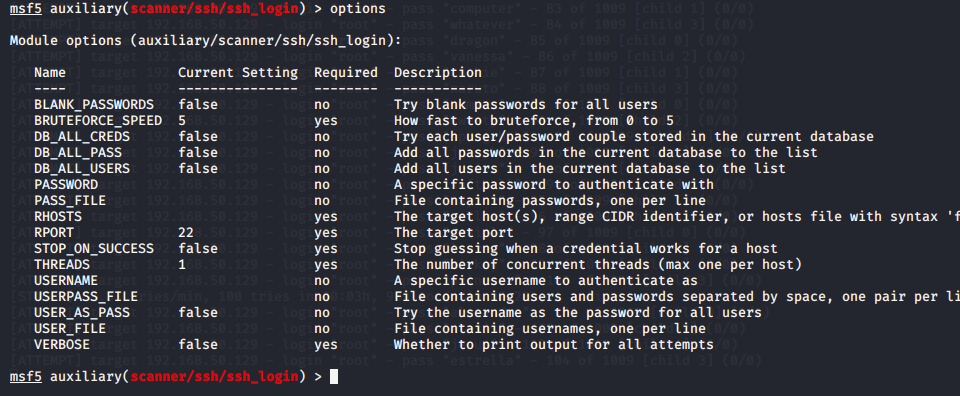 msf5 auxiliary(scanner/ssh/ssh_login) > options
Module options (auxiliary/scanner/ssh/ssh_login):
Name Current Setting Required Description
---- --------------- -------- -----------
BLANK_PASSWORDS false no Try blank passwords for all users
BRUTEFORCE_SPEED 5 yes How fast to bruteforce, from 0 to 5
DB_ALL_CREDS false no Try each user/password couple stored in the current database
DB_ALL_PASS false no Add all passwords in the current database to the list
DB_ALL_USERS false no Add all users in the current database to the list
PASSWORD no A specific password to authenticate with
PASS_FILE no File containing passwords, one per line
RHOSTS yes The target host(s), range CIDR identifier, or hosts file with syntax 'f
RPORT 22 yes The target port
STOP_ON_SUCCESS false yes Stop guessing when a credential works for a host
THREADS 1 yes The number of concurrent threads (max one per host)
USERNAME no A specific username to authenticate as
USERPASS_FILE no File containing users and passwords separated by space, one pair per li
USER_AS_PASS false no Try the username as the password for all users
USER_FILE no File containing usernames, one per line
VERBOSE false yes Whether to print output for all attempts
msf5 auxiliary(scanner/ssh/ssh_login) >